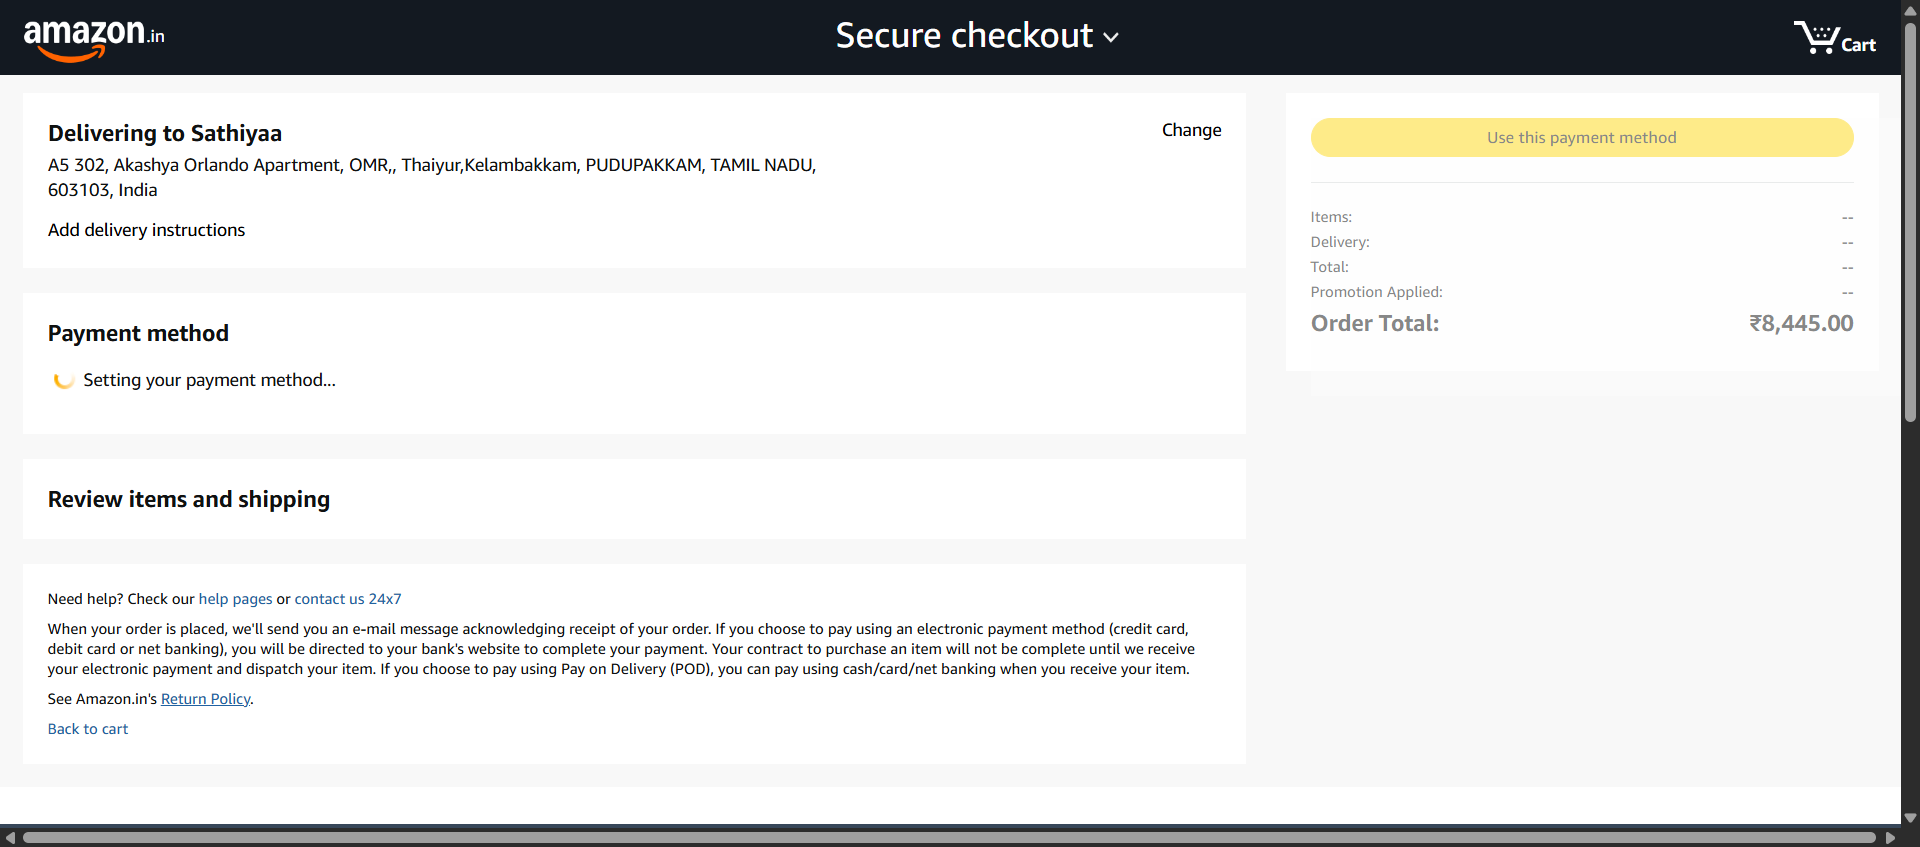 amazon.in
Secure checkout
Cart
Delivering to Sathiyaa
Change
A5 302, Akashya Orlando Apartment, OMR,, Thaiyur,Kelambakkam, PUDUPAKKAM, TAMIL NADU,
603103, India
Add delivery instructions
Payment method
Setting your payment method...
Review items and shipping
Need help? Check our help pages or contact us 24x7
When your order is placed, we'll send you an e-mail message acknowledging receipt of your order. If you choose to pay using an electronic payment method (credit card,
debit card or net banking), you will be directed to your bank's website to complete your payment. Your contract to purchase an item will not be complete until we receive
your electronic payment and dispatch your item. If you choose to pay using Pay on Delivery (POD), you can pay using cash/card/net banking when you receive your item.
See Amazon.in's Return Policy.
Back to cart
Use this payment method
Items: --
Delivery: --
Total: --
Promotion Applied: --
Order Total: ₹8,445.00